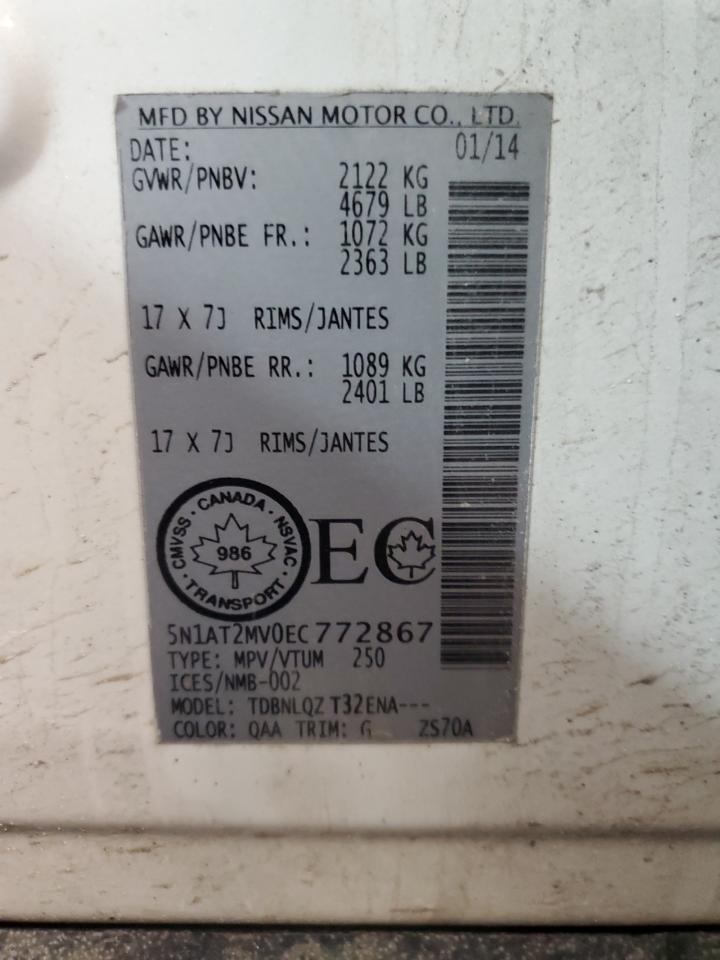 MFD BY NISSAN MOTOR CO., LTD.
DATE: 01/14
GVWR/PNBV: 2122 KG
4679 LB
GAWR/PNBE FR.: 1072 KG
2363 LB
17 X 7J RIMS/JANTES
GAWR/PNBE RR.: 1089 KG
2401 LB
17 X 7J RIMS/JANTES
CMVSS · CANADA · NSVAC
986
· TRANSPORT ·
EC
5N1AT2MV0EC772867
TYPE: MPV/VTUM 250
ICES/NMB-002
MODEL: TDBNLQZ T32ENA---
COLOR: QAA TRIM: G ZS70A